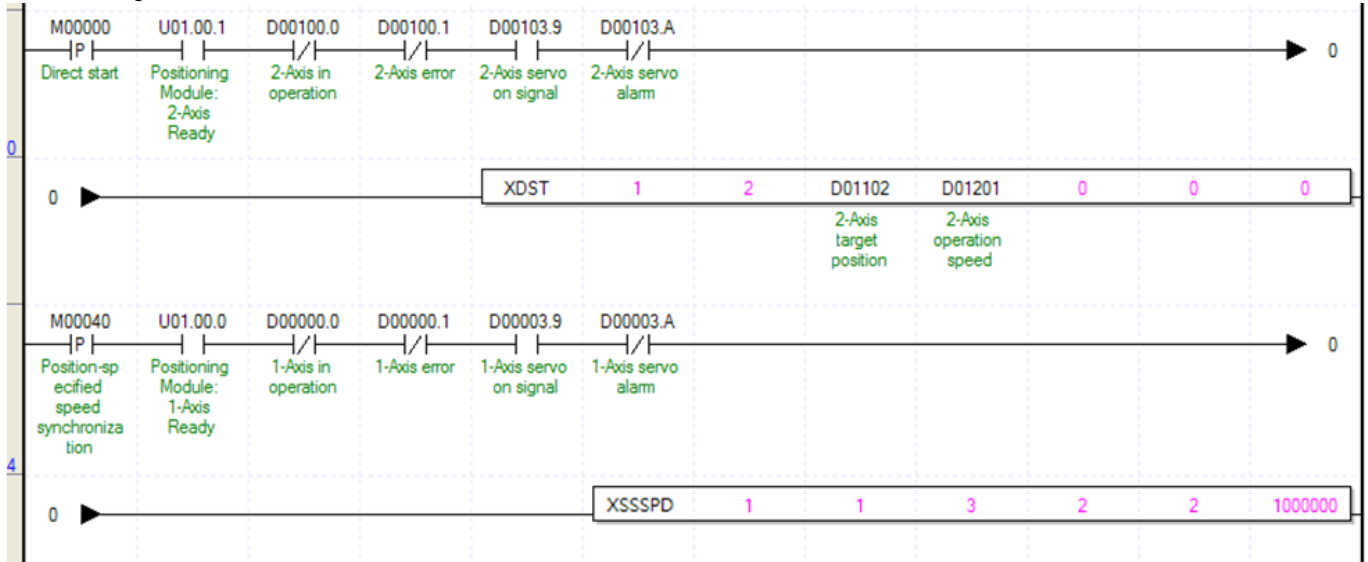 M00000 U01.00.1 D00100.0 D00100.1 D00103.9 D00103.A
P
0
Direct start Positioning 2-Axis in 2-Axis error 2-Axis servo 2-Axis servo
Module: operation on signal alarm
2-Axis
Ready
0
0 XDST 1 2 D01102 D01201 0 0 0
2-Axis 2-Axis
target operation
position speed
M00040 U01.00.0 D00000.0 D00000.1 D00003.9 D00003.A
P
0
Position-sp Positioning 1-Axis in 1-Axis error 1-Axis servo 1-Axis servo
ecified Module: operation on signal alarm
speed 1-Axis
synchroniza Ready
tion
4
0 XSSSPD 1 1 3 2 2 1000000